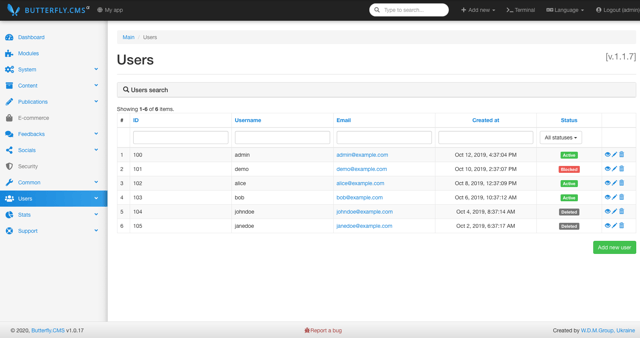 BUTTERFLY.CMS
My app
Type to search...
Add new
Terminal
Language
Logout (admin)
Dashboard
Modules
System
Content
Publications
E-commerce
Feedbacks
Socials
Security
Common
Users
Stats
Support
Main / Users
Users
[v.1.1.7]
Users search
Showing 1-6 of 6 items.
# ID Username Email Created at Status
All statuses
1 100 admin admin@example.com Oct 12, 2019, 4:37:04 PM Active
2 101 demo demo@example.com Oct 10, 2019, 2:37:07 PM Blocked
3 102 alice alice@example.com Oct 8, 2019, 12:37:09 PM Active
4 103 bob bob@example.com Oct 6, 2019, 10:37:12 AM Active
5 104 johndoe johndoe@example.com Oct 4, 2019, 8:37:14 AM Deleted
6 105 janedoe janedoe@example.com Oct 2, 2019, 6:37:17 AM Deleted
Add new user
© 2020, Butterfly.CMS v1.0.17
Report a bug
Created by W.D.M.Group, Ukraine